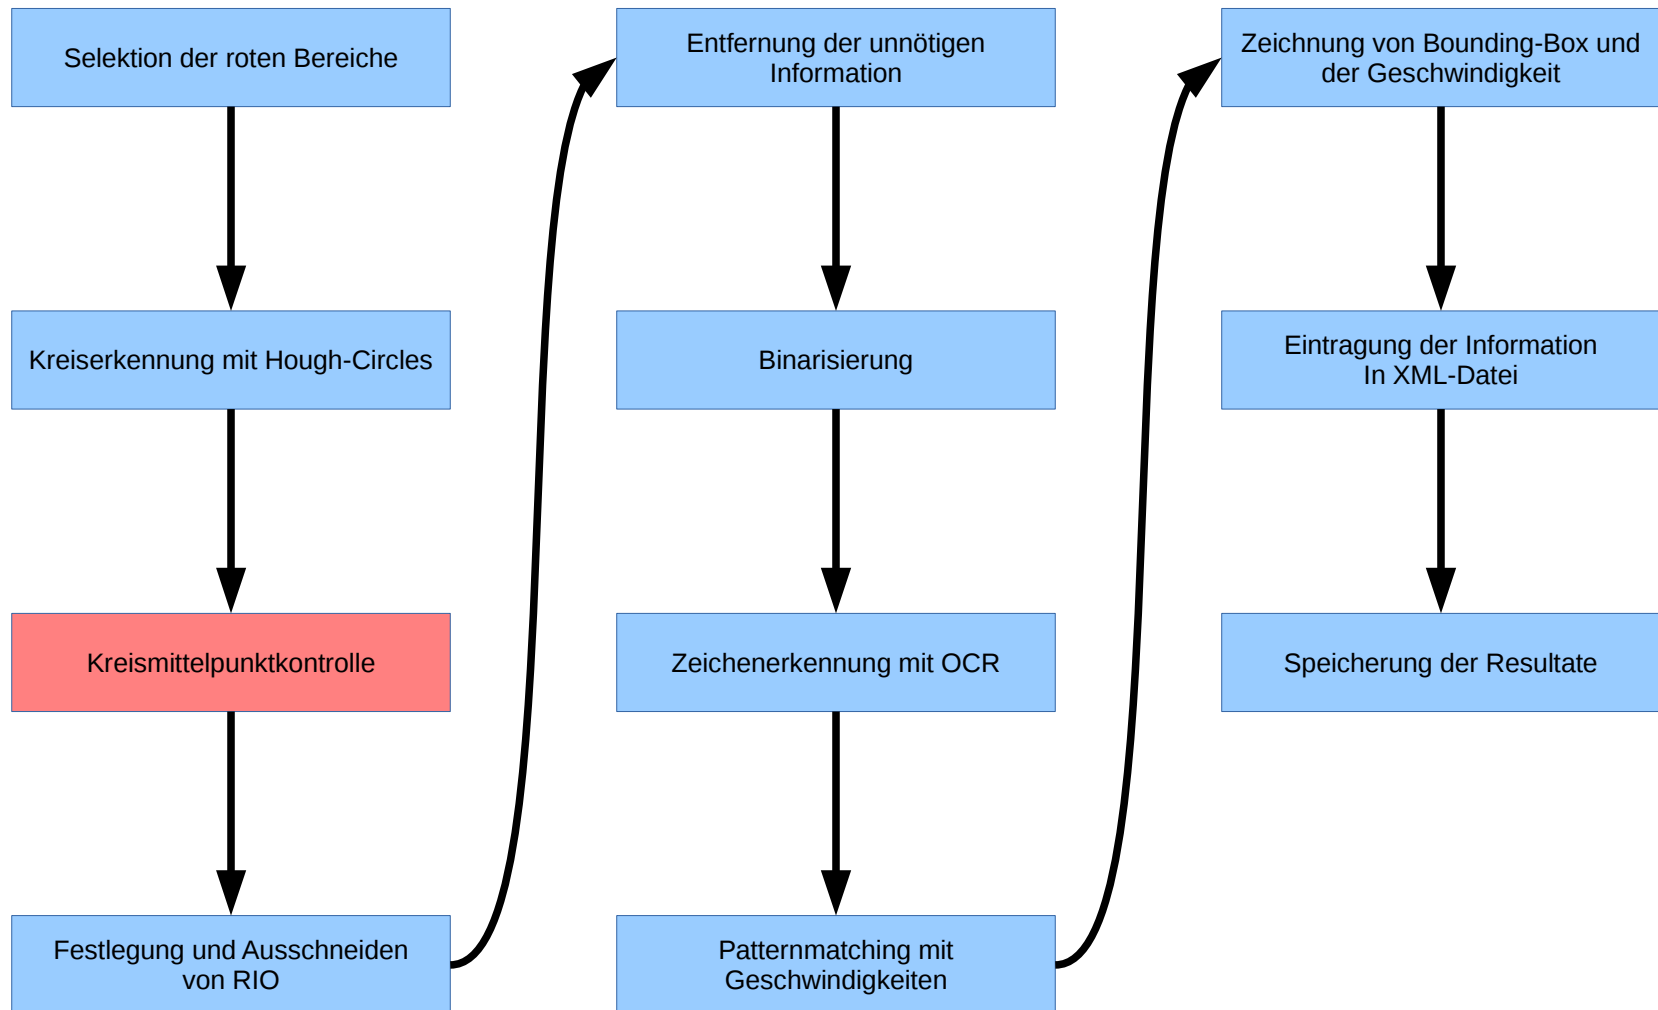 Selektion der roten Bereiche
Kreiserkennung mit Hough-Circles
Kreismittelpunktkontrolle
Festlegung und Ausschneiden
von RIO
Entfernung der unnötigen
Information
Binarisierung
Zeichenerkennung mit OCR
Patternmatching mit
Geschwindigkeiten
Zeichnung von Bounding-Box und
der Geschwindigkeit
Eintragung der Information
In XML-Datei
Speicherung der Resultate